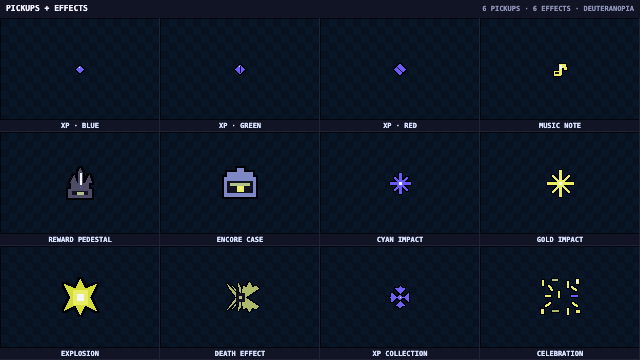 PICKUPS + EFFECTS
6 PICKUPS · 6 EFFECTS · DEUTERANOPIA
XP · BLUE
XP · GREEN
XP · RED
MUSIC NOTE
REWARD PEDESTAL
ENCORE CASE
CYAN IMPACT
GOLD IMPACT
EXPLOSION
DEATH EFFECT
XP COLLECTION
CELEBRATION